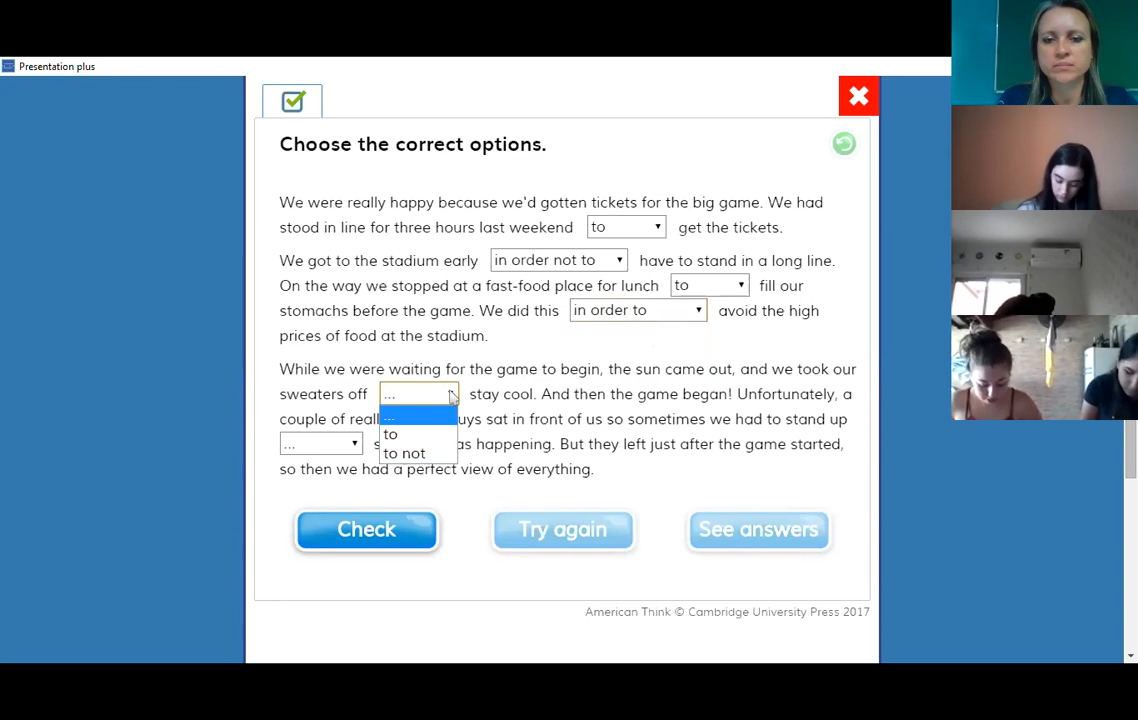 Presentation plus
Choose the correct options.
We were really happy because we'd gotten tickets for the big game. We had
stood in line for three hours last weekend to get the tickets.
We got to the stadium early in order not to have to stand in a long line.
On the way we stopped at a fast-food place for lunch to fill our
stomachs before the game. We did this in order to avoid the high
prices of food at the stadium.
While we were waiting for the game to begin, the sun came out, and we took our
sweaters off ... stay cool. And then the game began! Unfortunately, a
...
couple of sat in front of us so sometimes we had to stand up
to
... happening. But they left just after the game started,
to not
so then we had a perfect view of everything.
Check Try again See answers
American Think © Cambridge University Press 2017